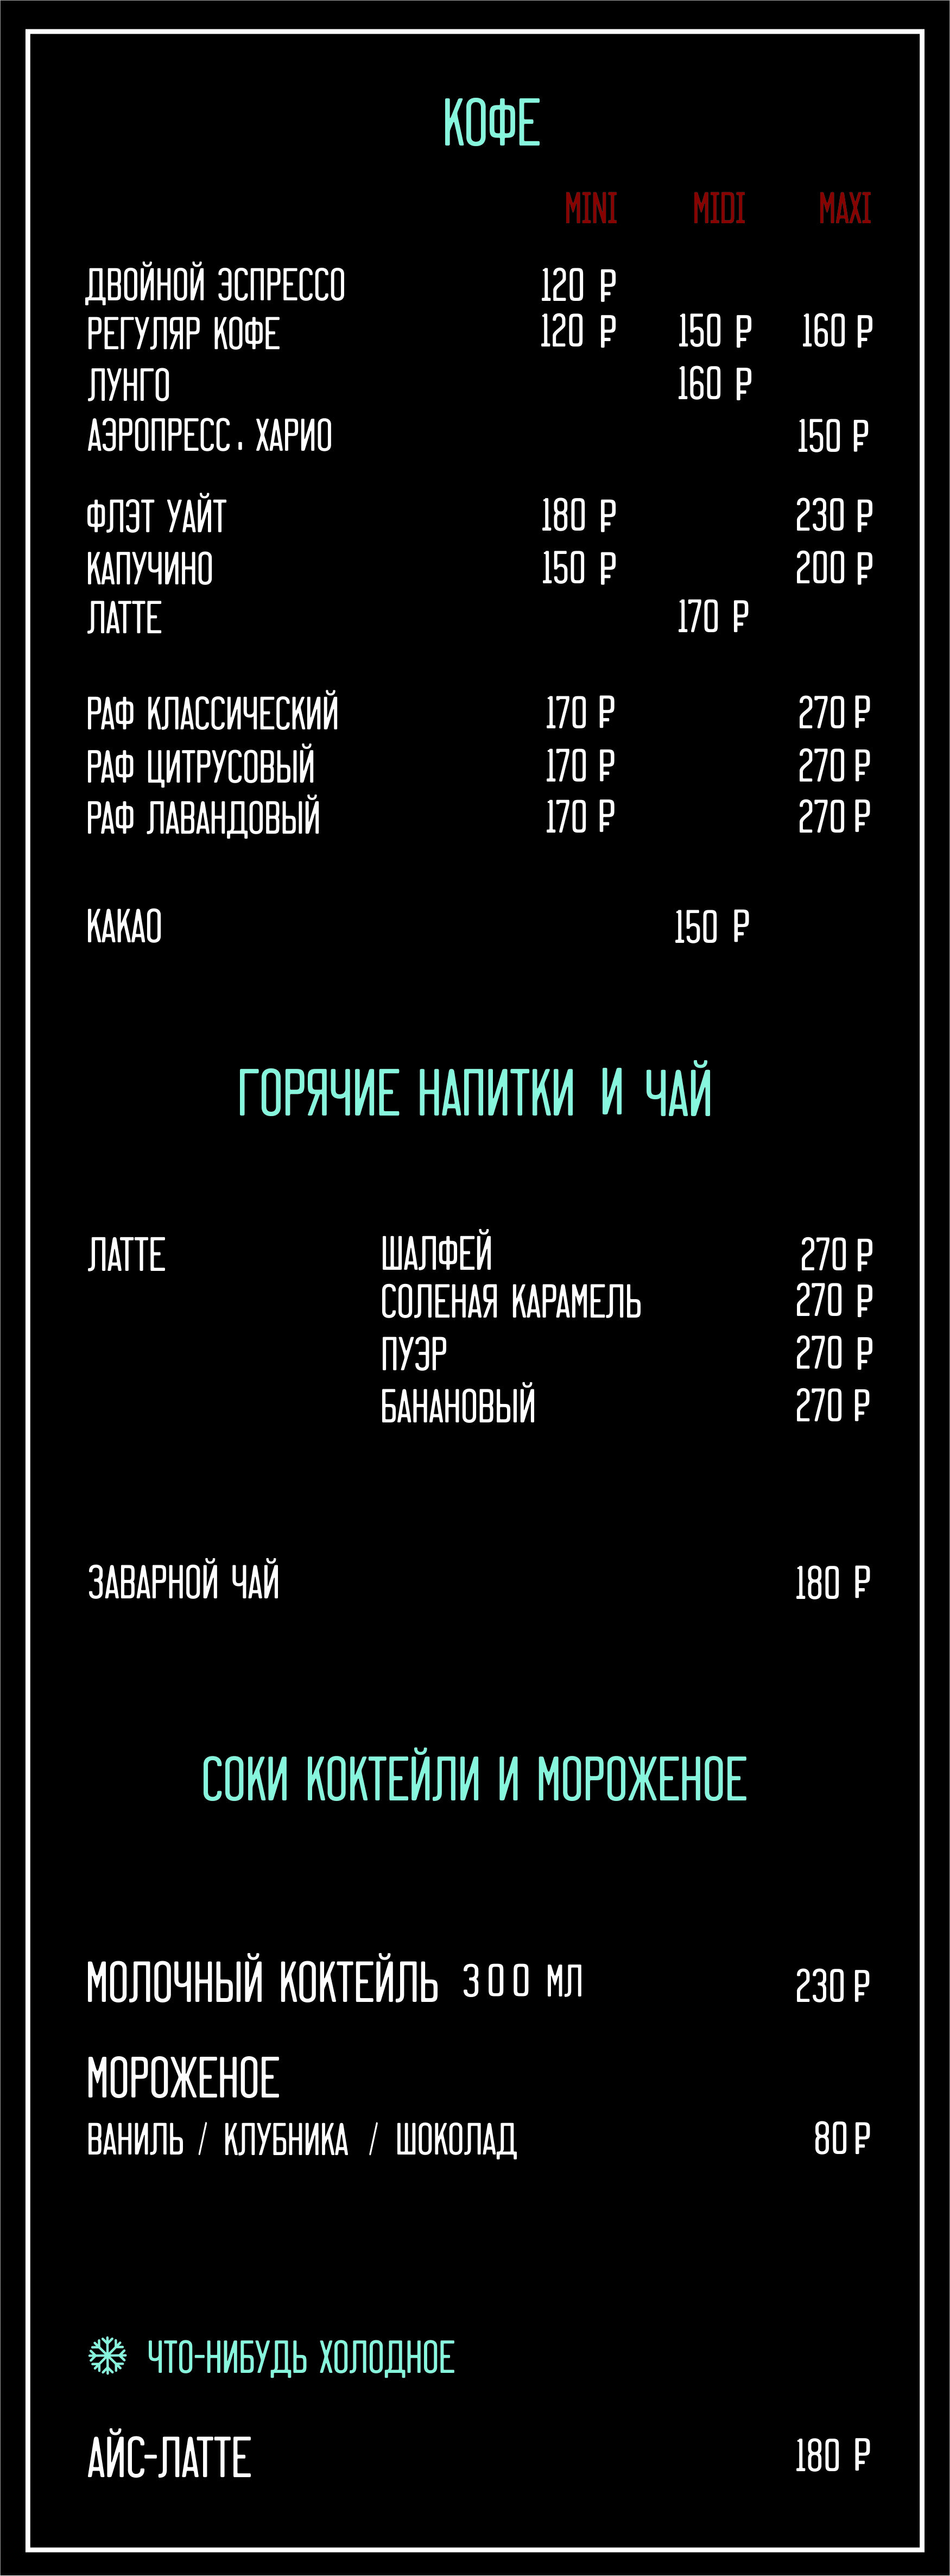 КОФЕ
MINI MIDI MAXI
ДВОЙНОЙ ЭСПРЕССО 120 ₽
РЕГУЛЯР КОФЕ 120 ₽ 150 ₽ 160 ₽
ЛУНГО 160 ₽
АЭРОПРЕСС, ХАРИО 150 ₽
ФЛЭТ УАЙТ 180 ₽ 230 ₽
КАПУЧИНО 150 ₽ 200 ₽
ЛАТТЕ 170 ₽
РАФ КЛАССИЧЕСКИЙ 170 ₽ 270 ₽
РАФ ЦИТРУСОВЫЙ 170 ₽ 270 ₽
РАФ ЛАВАНДОВЫЙ 170 ₽ 270 ₽
КАКАО 150 ₽
ГОРЯЧИЕ НАПИТКИ И ЧАЙ
ЛАТТЕ ШАЛФЕЙ 270 ₽
СОЛЕНАЯ КАРАМЕЛЬ 270 ₽
ПУЭР 270 ₽
БАНАНОВЫЙ 270 ₽
ЗАВАРНОЙ ЧАЙ 180 ₽
СОКИ КОКТЕЙЛИ И МОРОЖЕНОЕ
МОЛОЧНЫЙ КОКТЕЙЛЬ 300 МЛ 230 ₽
МОРОЖЕНОЕ
ВАНИЛЬ / КЛУБНИКА / ШОКОЛАД 80 ₽
ЧТО-НИБУДЬ ХОЛОДНОЕ
АЙС-ЛАТТЕ 180 ₽